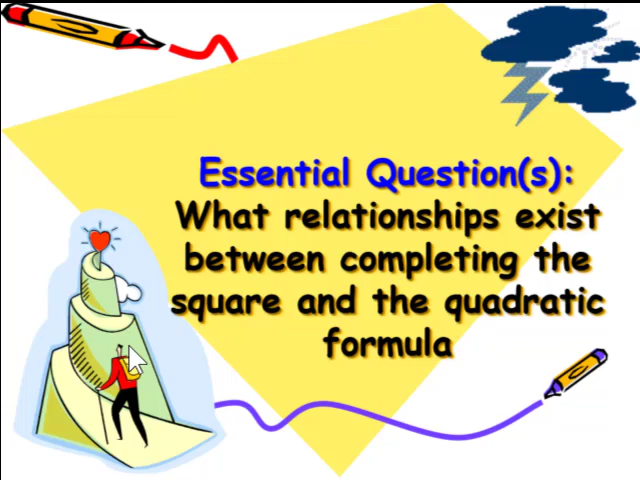 Essential Question(s):
What relationships exist
between completing the
square and the quadratic
formula